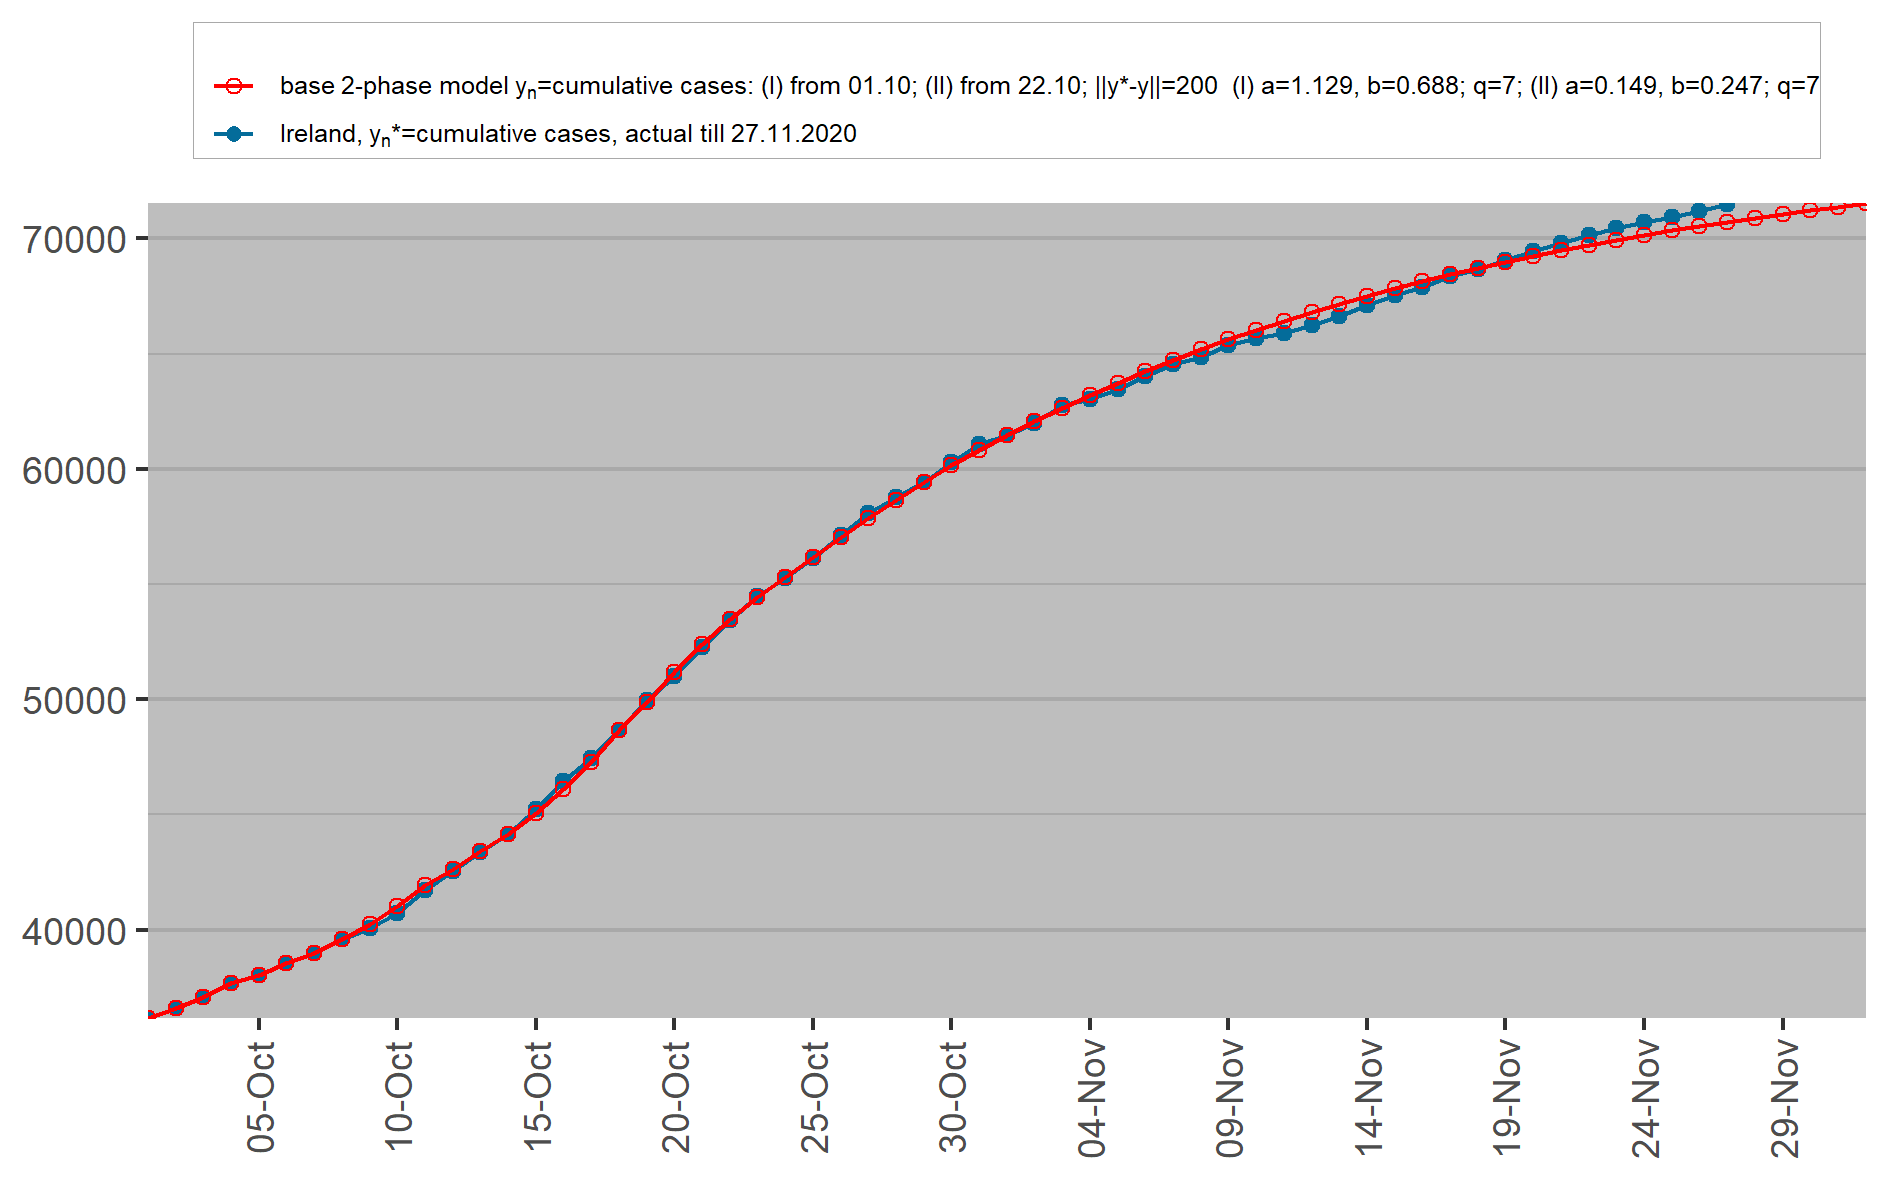 base 2-phase model yn=cumulative cases: (I) from 01.10; (II) from 22.10; ||y*-y||=200  (I) a=1.129, b=0.688; q=7; (II) a=0.149, b=0.247; q=7
Ireland, yn*=cumulative cases, actual till 27.11.2020
70000
60000
50000
40000
05-Oct
10-Oct
15-Oct
20-Oct
25-Oct
30-Oct
04-Nov
09-Nov
14-Nov
19-Nov
24-Nov
29-Nov